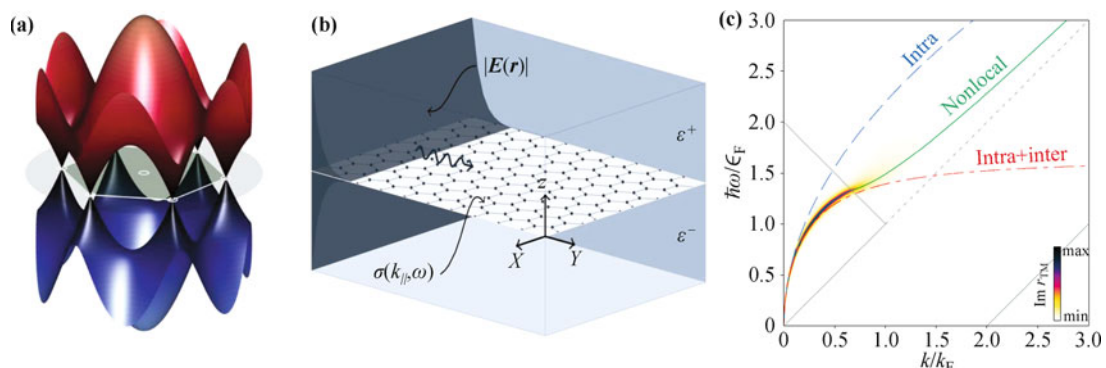 (a)
(b)
|E(r)|
ε⁺
z
ε⁻
X
Y
σ(k∥,ω)
(c)
3.0
2.5
2.0
1.5
1.0
0.5
0
ħω/ϵF
Intra
Nonlocal
Intra+inter
max
Im rTM
min
0
0.5
1.0
1.5
2.0
2.5
3.0
k/kF